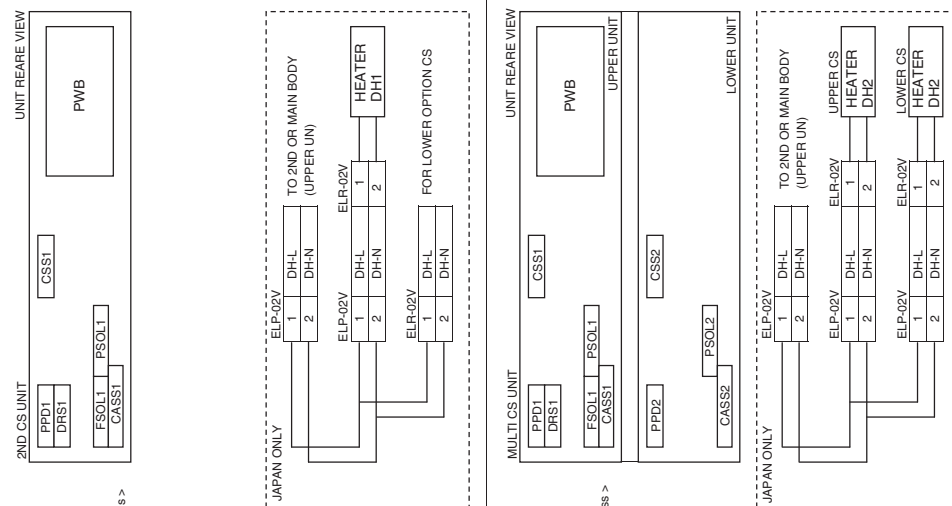 2ND CS UNIT
UNIT REARE VIEW
PPD1
DRS1
FSOL1
PSOL1
CASS1
CSS1
PWB
s >
JAPAN ONLY
ELP-02V
1 DH-L
2 DH-N
TO 2ND OR MAIN BODY
(UPPER UN)
ELP-02V
ELR-02V
1 DH-L 1
2 DH-N 2
HEATER
DH1
ELR-02V
1 DH-L
2 DH-N
FOR LOWER OPTION CS
MULTI CS UNIT
UNIT REARE VIEW
PPD1
DRS1
FSOL1
PSOL1
CASS1
CSS1
PWB
UPPER UNIT
PPD2
PSOL2
CASS2
CSS2
LOWER UNIT
ss >
JAPAN ONLY
ELP-02V
1 DH-L
2 DH-N
TO 2ND OR MAIN BODY
(UPPER UN)
ELP-02V
ELR-02V
1 DH-L 1
2 DH-N 2
UPPER CS
HEATER
DH2
ELP-02V
ELR-02V
1 DH-L 1
2 DH-N 2
LOWER CS
HEATER
DH2